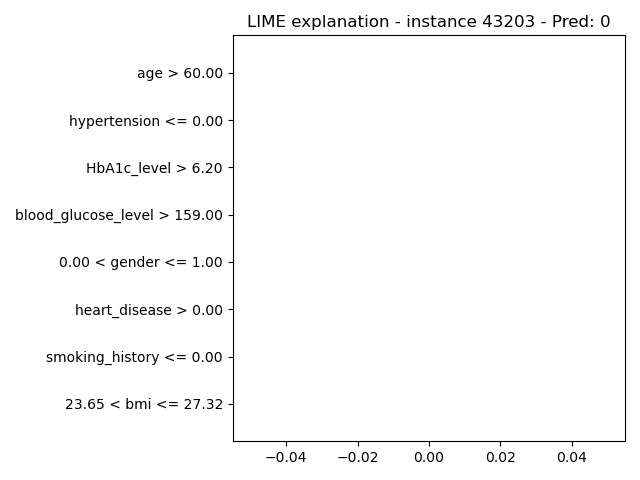 LIME explanation - instance 43203 - Pred: 0
age > 60.00
hypertension <= 0.00
HbA1c_level > 6.20
blood_glucose_level > 159.00
0.00 < gender <= 1.00
heart_disease > 0.00
smoking_history <= 0.00
23.65 < bmi <= 27.32
−0.04 −0.02 0.00 0.02 0.04